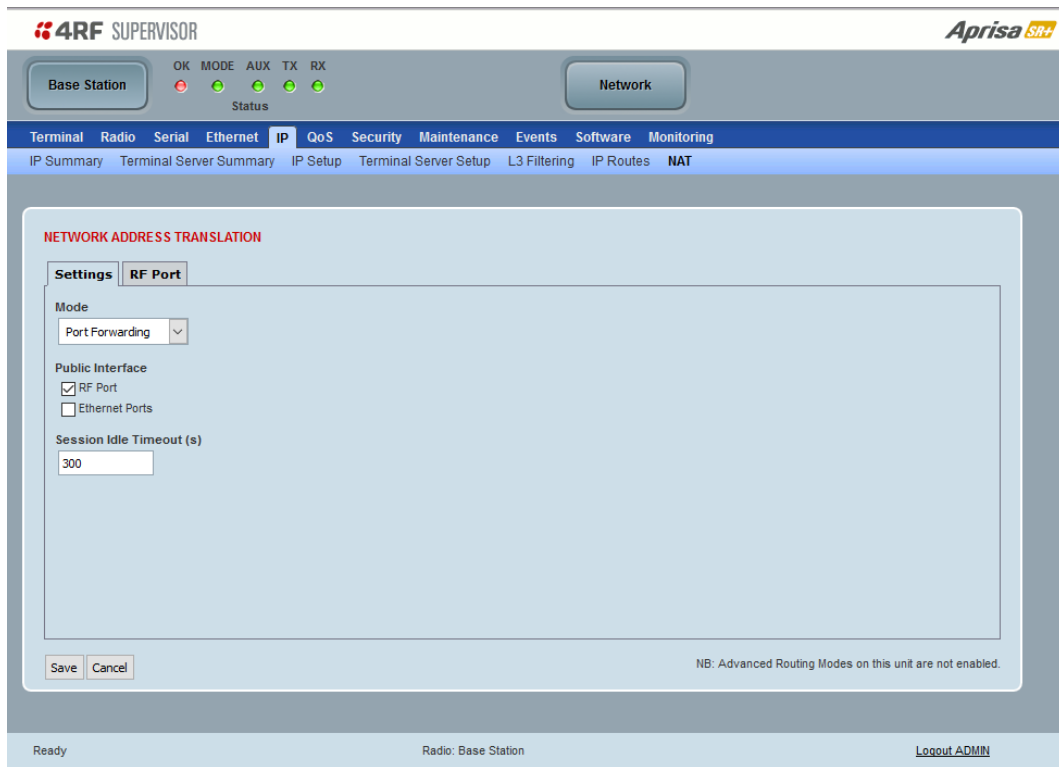 4RF SUPERVISOR
Aprisa SR+
Base Station
OK MODE AUX TX RX
Status
Network
Terminal Radio Serial Ethernet IP QoS Security Maintenance Events Software Monitoring
IP Summary Terminal Server Summary IP Setup Terminal Server Setup L3 Filtering IP Routes NAT
NETWORK ADDRESS TRANSLATION
Settings RF Port
Mode
Port Forwarding
Public Interface
RF Port
Ethernet Ports
Session Idle Timeout (s)
300
Save Cancel
NB: Advanced Routing Modes on this unit are not enabled.
Ready
Radio: Base Station
Logout ADMIN